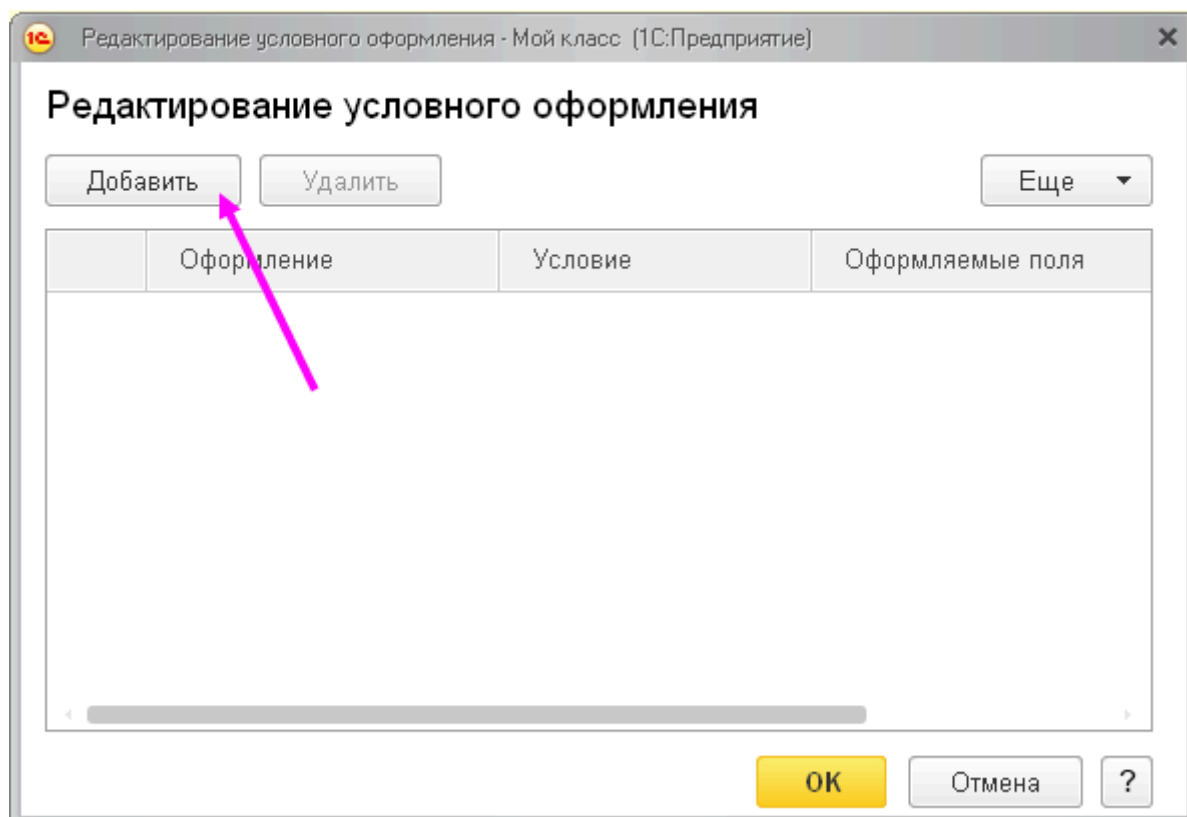 1С Редактирование условного оформления - Мой класс (1С:Предприятие)
Редактирование условного оформления
Добавить Удалить Еще
Оформление Условие Оформляемые поля
ОК Отмена ?